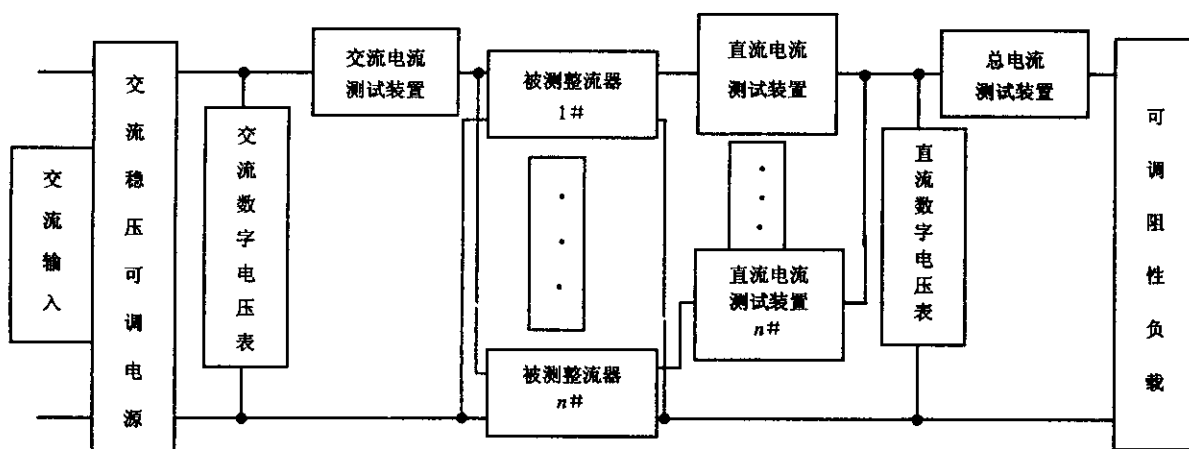 交流输入
交流稳压可调电源
交流数字电压表
交流电流
测试装置
被测整流器
1#
被测整流器
n#
直流电流
测试装置
直流电流
测试装置
n#
总电流
测试装置
直流数字电压表
可调阻性负载